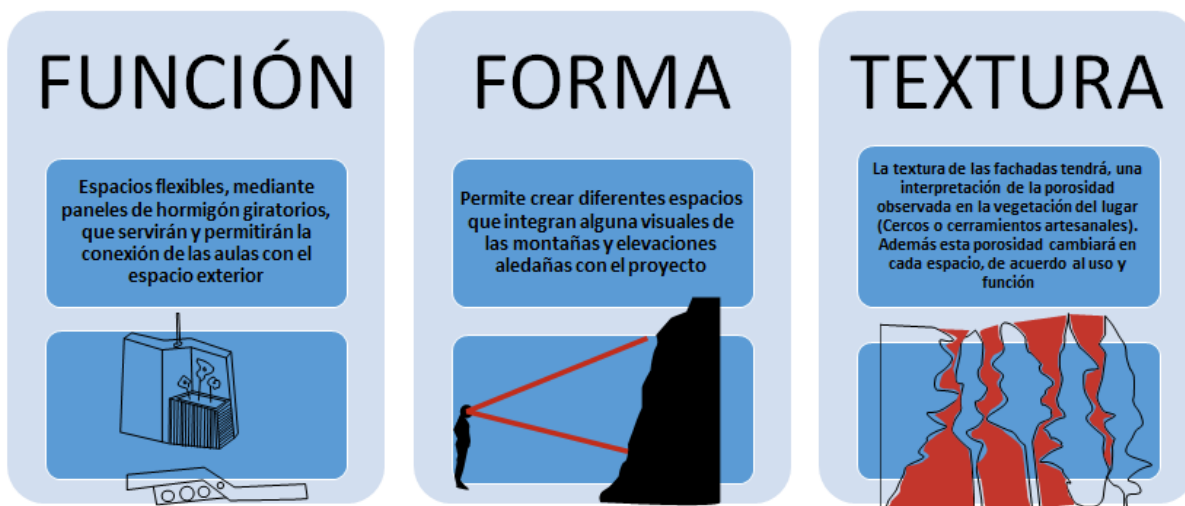 FUNCIÓN
Espacios flexibles, mediante
paneles de hormigón giratorios,
que servirán y permitirán la
conexión de las aulas con el
espacio exterior
FORMA
Permite crear diferentes espacios
que integran alguna visuales de
las montañas y elevaciones
aledañas con el proyecto
TEXTURA
La textura de las fachadas tendrá, una
interpretación de la porosidad
observada en la vegetación del lugar
(Cercos o cerramientos artesanales).
Además esta porosidad cambiará en
cada espacio, de acuerdo al uso y
función